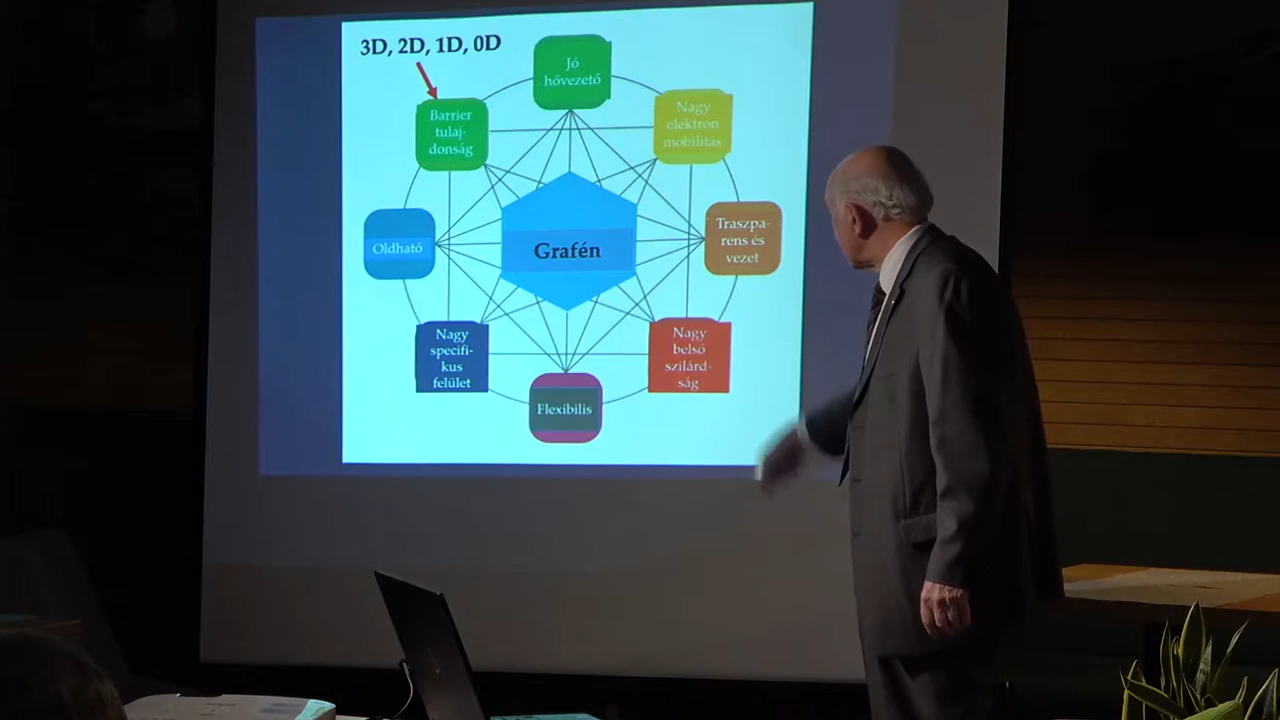 3D, 2D, 1D, 0D
Jó
hővezető
Barrier
tulaj-
donság
Nagy
elektron
mobilitás
Oldható
Grafén
Traszpa-
rens és
vezet
Nagy
specifi-
kus
felület
Nagy
belső
szilárd-
ság
Flexibilis